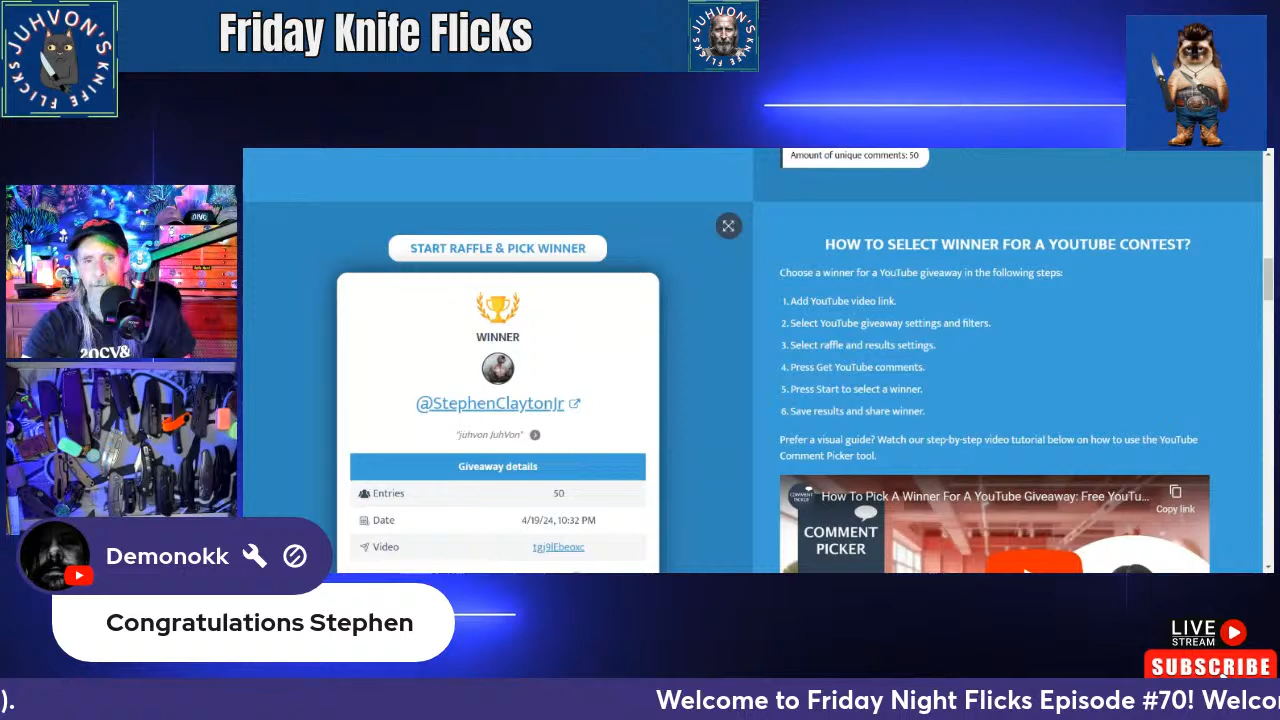 JUHVON'S
KNIFE
FLICKS
Friday Knife Flicks
JUHVON'S
KNIFE
FLICKS
Amount of unique comments: 50
START RAFFLE & PICK WINNER
WINNER
@StephenClaytonJr
"juhvon JuhVon"
Giveaway details
Entries 50
Date 4/19/24, 10:32 PM
Video tgj9lEbeoxc
HOW TO SELECT WINNER FOR A YOUTUBE CONTEST?
Choose a winner for a YouTube giveaway in the following steps:
1. Add YouTube video link.
2. Select YouTube giveaway settings and filters.
3. Select raffle and results settings.
4. Press Get YouTube comments.
5. Press Start to select a winner.
6. Save results and share winner.
Prefer a visual guide? Watch our step-by-step video tutorial below on how to use the YouTube
Comment Picker tool.
How To Pick A Winner For A YouTube Giveaway: Free YouTu...
Copy link
COMMENT
PICKER
Demonokk
Congratulations Stephen
LIVE
STREAM
SUBSCRIBE
). Welcome to Friday Night Flicks Episode #70! Welco